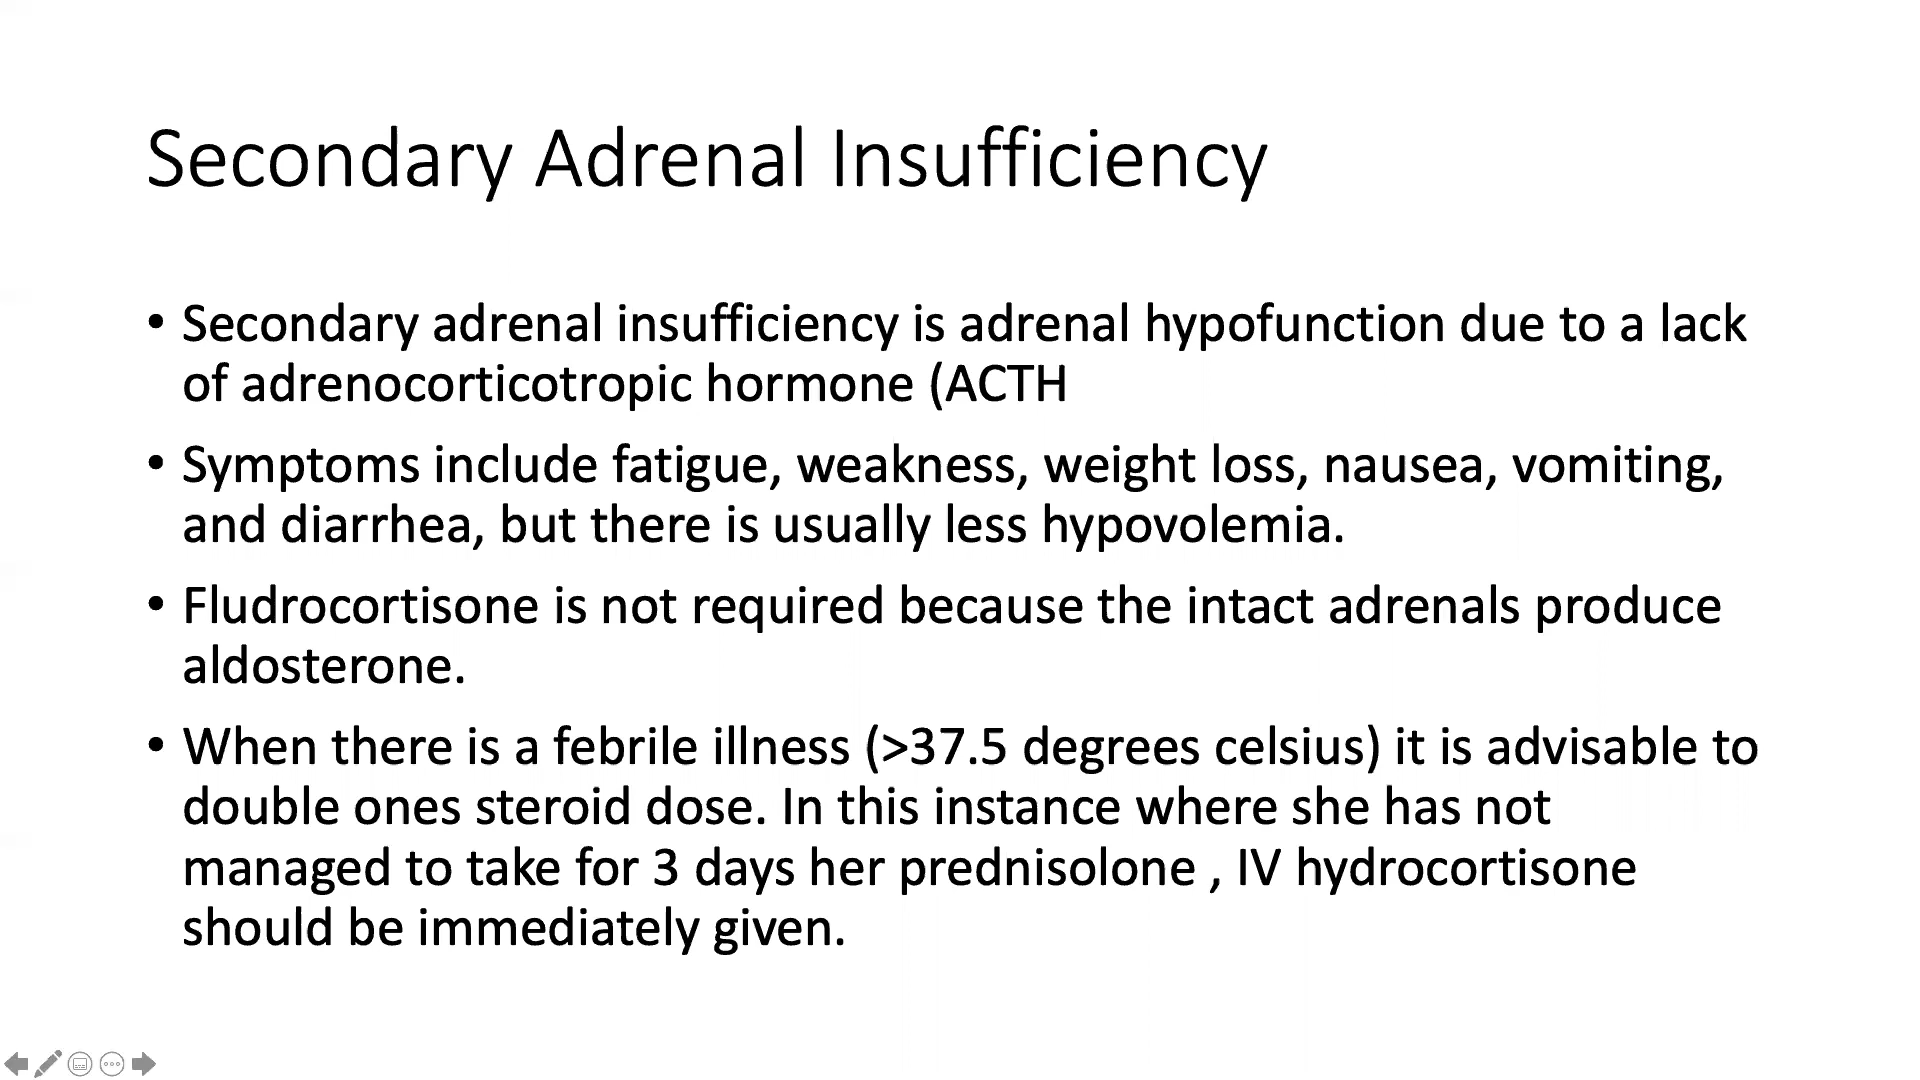 Secondary Adrenal Insufficiency
• Secondary adrenal insufficiency is adrenal hypofunction due to a lack
of adrenocorticotropic hormone (ACTH
• Symptoms include fatigue, weakness, weight loss, nausea, vomiting,
and diarrhea, but there is usually less hypovolemia.
• Fludrocortisone is not required because the intact adrenals produce
aldosterone.
• When there is a febrile illness (>37.5 degrees celsius) it is advisable to
double ones steroid dose. In this instance where she has not
managed to take for 3 days her prednisolone , IV hydrocortisone
should be immediately given.